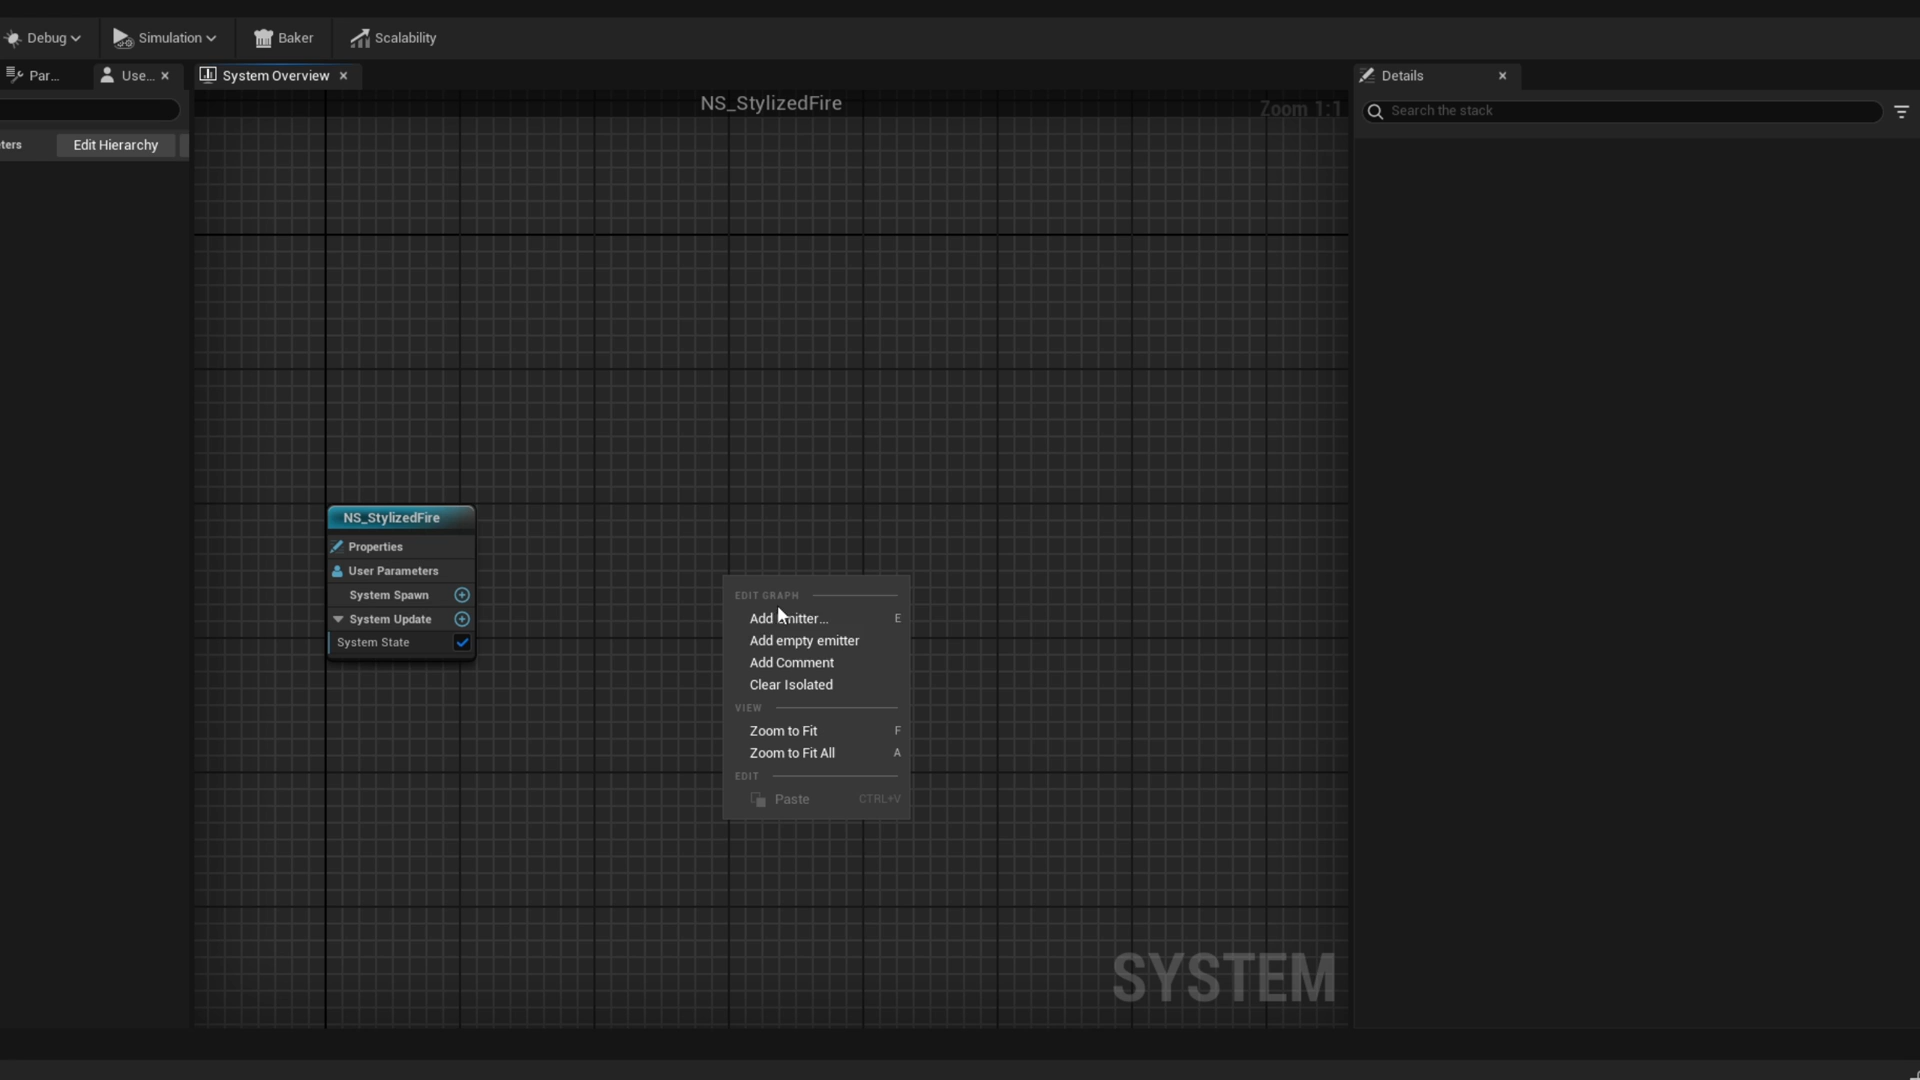 Debug
Simulation
Baker
Scalability
Par...
Use...
System Overview
Details
NS_StylizedFire
Zoom 1:1
Search the stack
ters
Edit Hierarchy
NS_StylizedFire
Properties
User Parameters
System Spawn
System Update
System State
EDIT GRAPH
Add Emitter... E
Add empty emitter
Add Comment
Clear Isolated
VIEW
Zoom to Fit F
Zoom to Fit All A
EDIT
Paste CTRL+V
SYSTEM